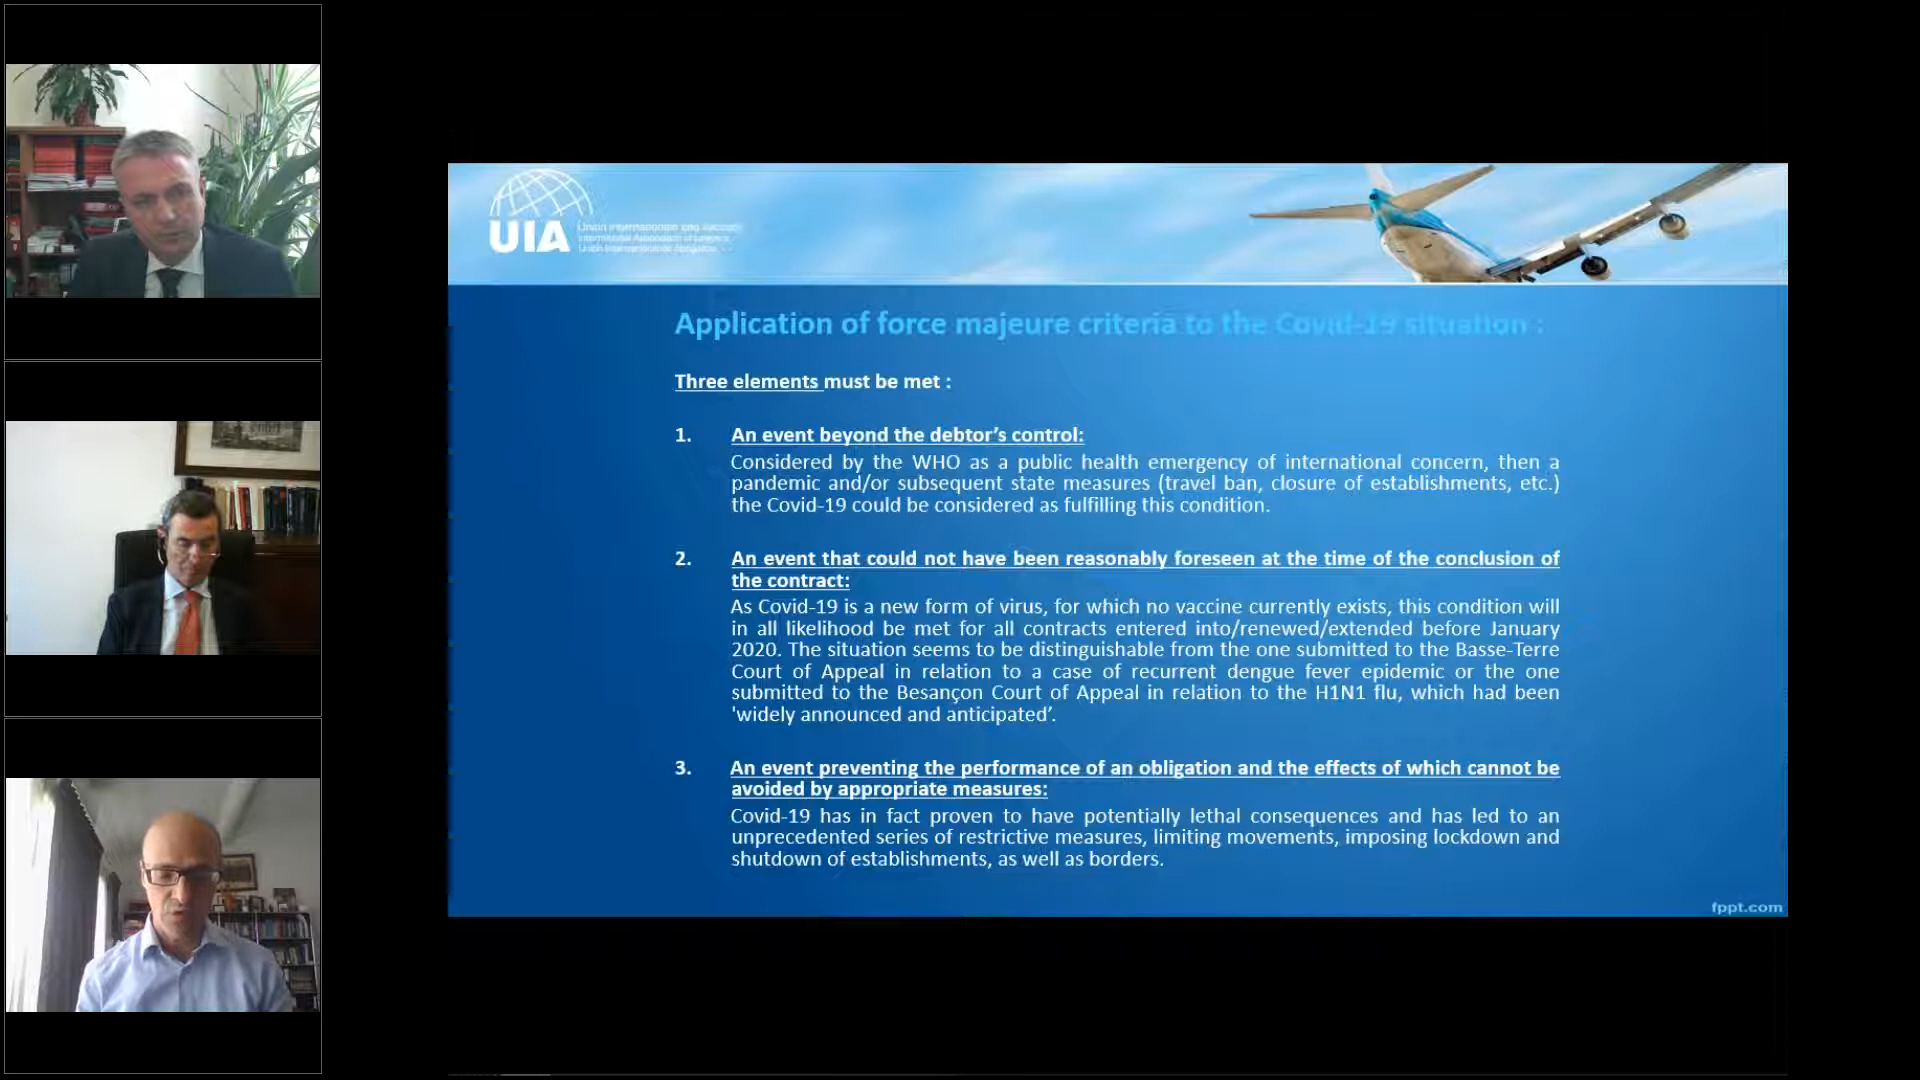 UIA
Application of force majeure criteria to the Covid-19 situation :
Three elements must be met :
1. An event beyond the debtor’s control:
Considered by the WHO as a public health emergency of international concern, then a
pandemic and/or subsequent state measures (travel ban, closure of establishments, etc.)
the Covid-19 could be considered as fulfilling this condition.
2. An event that could not have been reasonably foreseen at the time of the conclusion of
the contract:
As Covid-19 is a new form of virus, for which no vaccine currently exists, this condition will
in all likelihood be met for all contracts entered into/renewed/extended before January
2020. The situation seems to be distinguishable from the one submitted to the Basse-Terre
Court of Appeal in relation to a case of recurrent dengue fever epidemic or the one
submitted to the Besançon Court of Appeal in relation to the H1N1 flu, which had been
'widely announced and anticipated’.
3. An event preventing the performance of an obligation and the effects of which cannot be
avoided by appropriate measures:
Covid-19 has in fact proven to have potentially lethal consequences and has led to an
unprecedented series of restrictive measures, limiting movements, imposing lockdown and
shutdown of establishments, as well as borders.
fppt.com